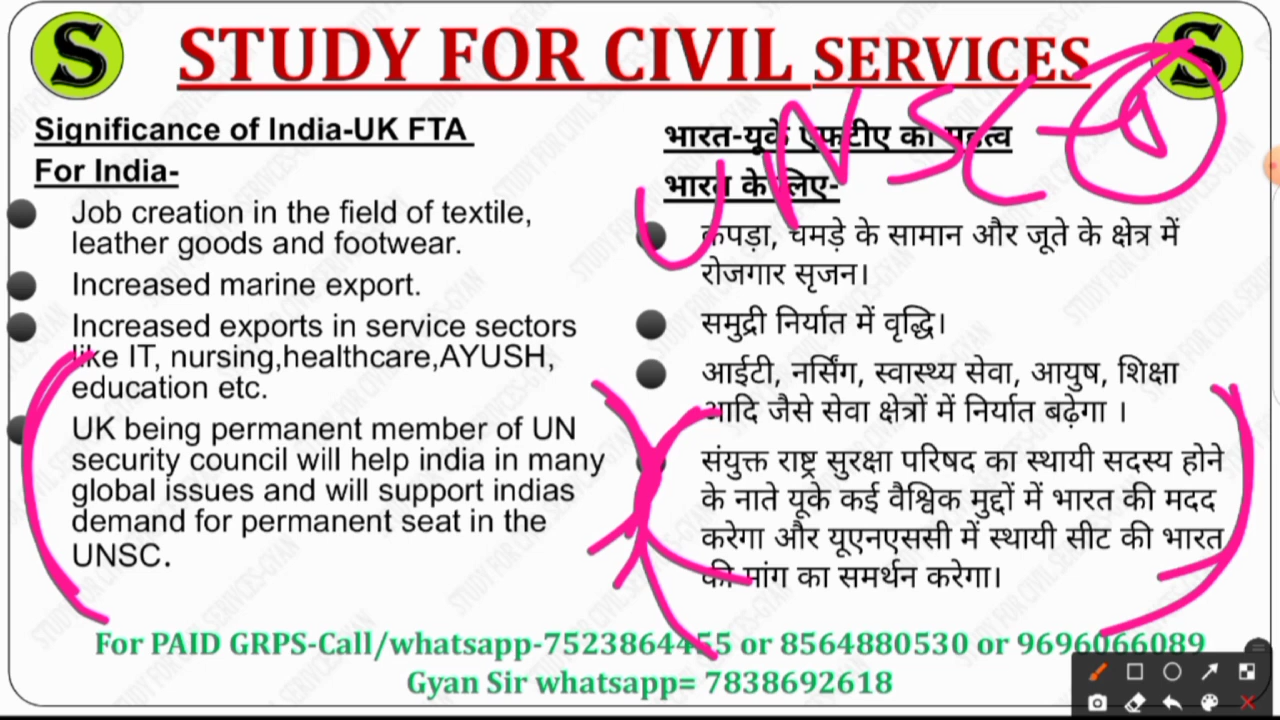 S STUDY FOR CIVIL SERVICES S
Significance of India-UK FTA
For India-
Job creation in the field of textile,
leather goods and footwear.
Increased marine export.
Increased exports in service sectors
like IT, nursing,healthcare,AYUSH,
education etc.
UK being permanent member of UN
security council will help india in many
global issues and will support indias
demand for permanent seat in the
UNSC.
भारत-यूके एफटीए का महत्व
भारत के लिए-
कपड़ा, चमड़े के सामान और जूते के क्षेत्र में
रोजगार सृजन।
समुद्री निर्यात में वृद्धि।
आईटी, नर्सिंग, स्वास्थ्य सेवा, आयुष, शिक्षा
आदि जैसे सेवा क्षेत्रों में निर्यात बढ़ेगा ।
संयुक्त राष्ट्र सुरक्षा परिषद का स्थायी सदस्य होने
के नाते यूके कई वैश्विक मुद्दों में भारत की मदद
करेगा और यूएनएससी में स्थायी सीट की भारत
की मांग का समर्थन करेगा।
UNSC
For PAID GRPS-Call/whatsapp-7523864455 or 8564880530 or 9696066089
Gyan Sir whatsapp= 7838692618